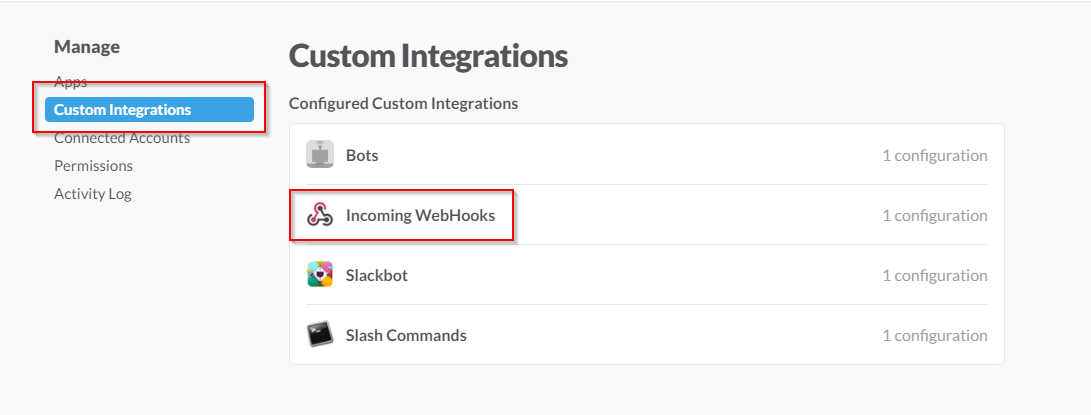 Manage
Apps
Custom Integrations
Connected Accounts
Permissions
Activity Log
Custom Integrations
Configured Custom Integrations
Bots 1 configuration
Incoming WebHooks 1 configuration
Slackbot 1 configuration
Slash Commands 1 configuration